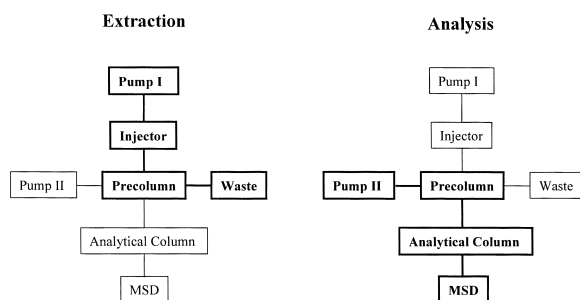 Extraction
Analysis
Pump I
Pump I
Injector
Injector
Pump II
Precolumn
Waste
Pump II
Precolumn
Waste
Analytical Column
Analytical Column
MSD
MSD